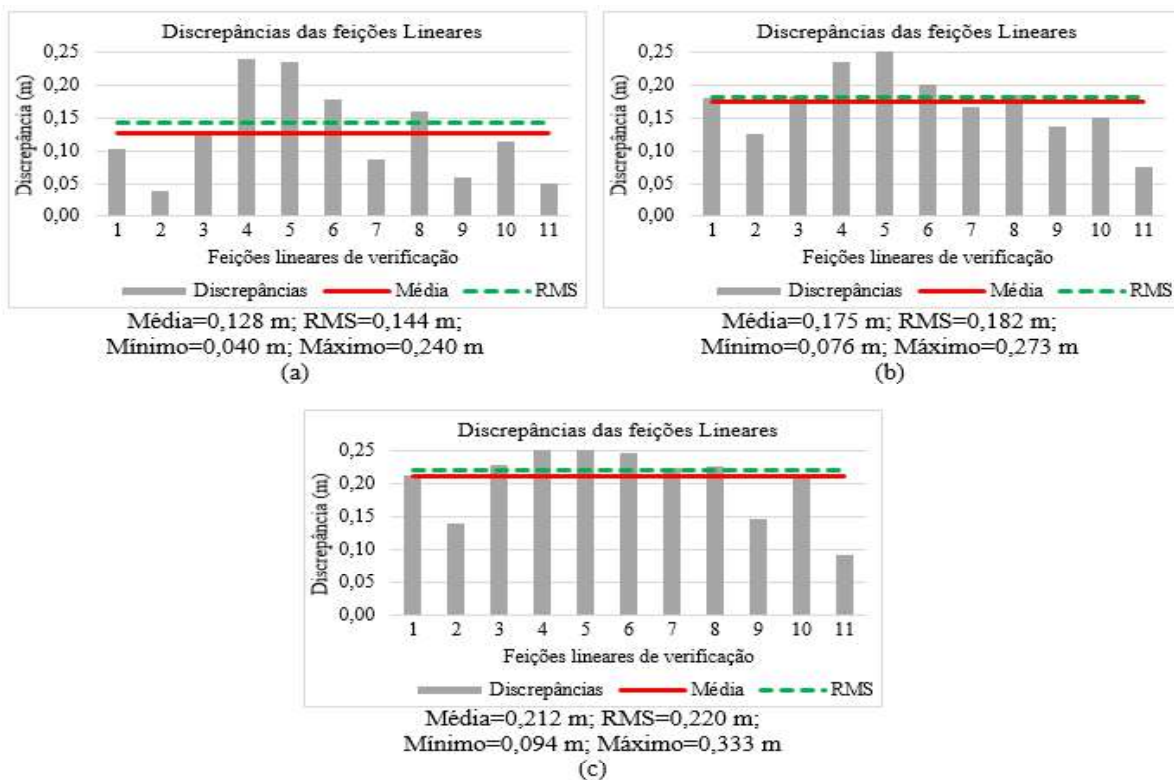 Discrepâncias das feições Lineares
Discrepância (m)
0,25
0,20
0,15
0,10
0,05
0,00
1 2 3 4 5 6 7 8 9 10 11
Feições lineares de verificação
Discrepâncias Média RMS
Média=0,128 m; RMS=0,144 m;
Mínimo=0,040 m; Máximo=0,240 m
(a)
Discrepâncias das feições Lineares
Discrepância (m)
0,25
0,20
0,15
0,10
0,05
0,00
1 2 3 4 5 6 7 8 9 10 11
Feições lineares de verificação
Discrepâncias Média RMS
Média=0,175 m; RMS=0,182 m;
Mínimo=0,076 m; Máximo=0,273 m
(b)
Discrepâncias das feições Lineares
Discrepância (m)
0,25
0,20
0,15
0,10
0,05
0,00
1 2 3 4 5 6 7 8 9 10 11
Feições lineares de verificação
Discrepâncias Média RMS
Média=0,212 m; RMS=0,220 m;
Mínimo=0,094 m; Máximo=0,333 m
(c)